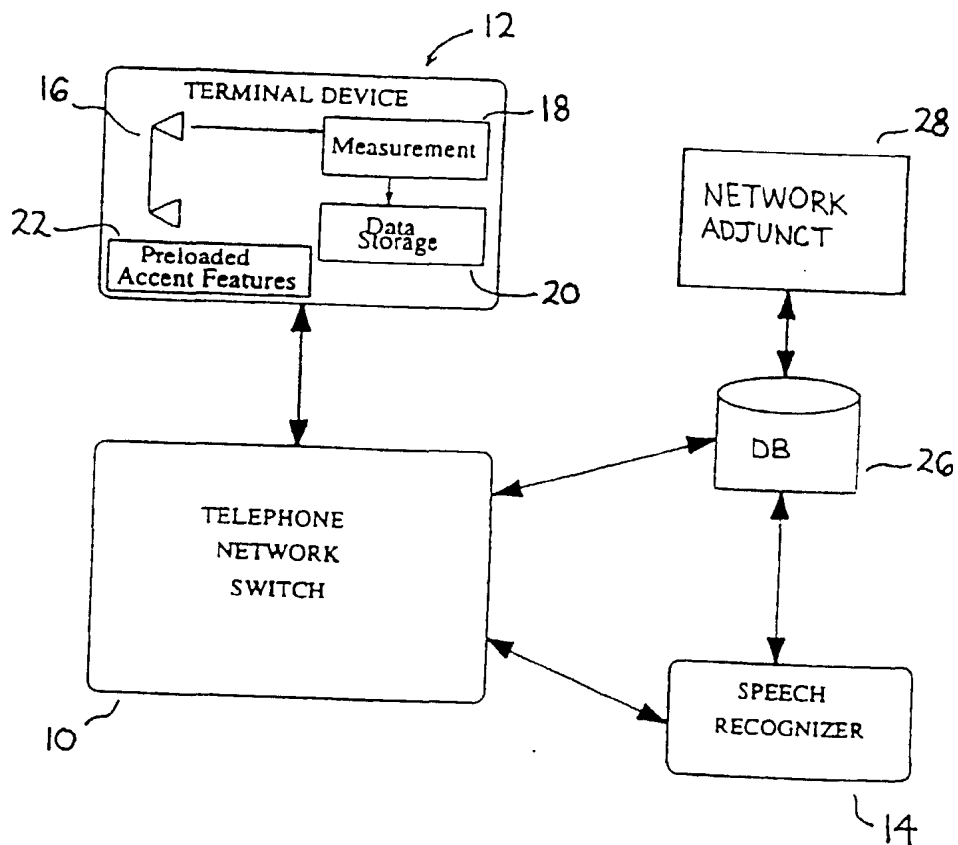 12
TERMINAL DEVICE
16
18
Measurement
28
NETWORK
ADJUNCT
22
Data
Storage
Preloaded
Accent Features
20
DB
26
TELEPHONE
NETWORK
SWITCH
SPEECH
RECOGNIZER
10
14